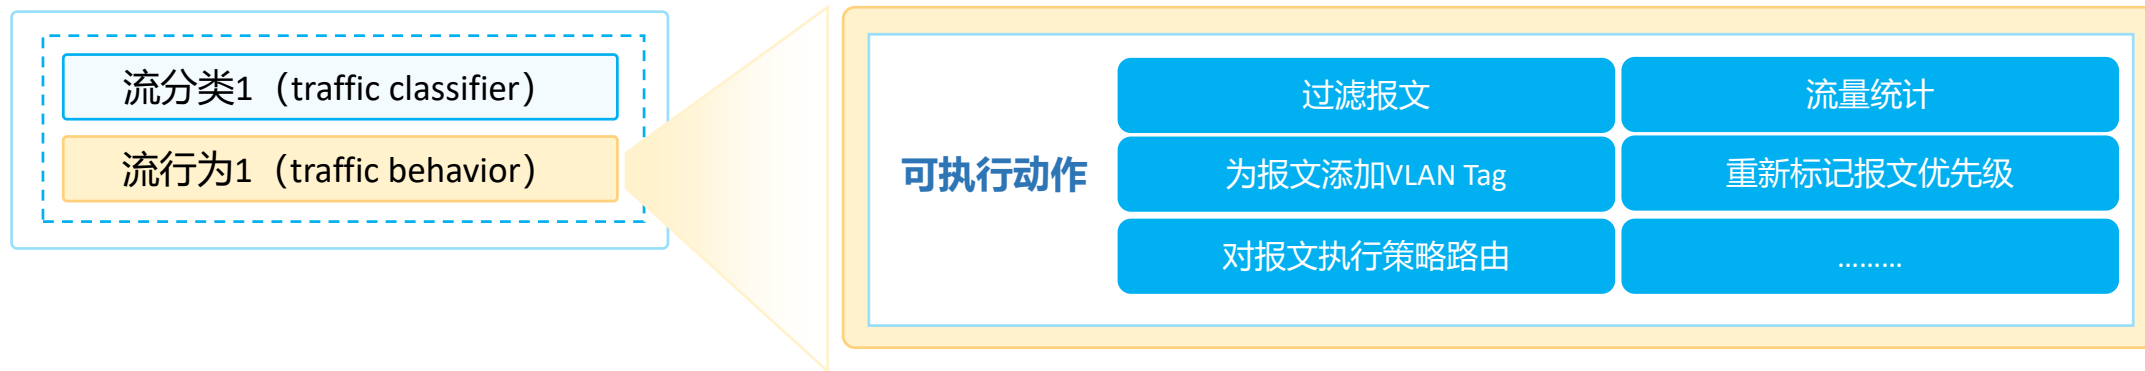 流分类1（traffic classifier）
流行为1（traffic behavior）
可执行动作
过滤报文
流量统计
为报文添加VLAN Tag
重新标记报文优先级
对报文执行策略路由
………